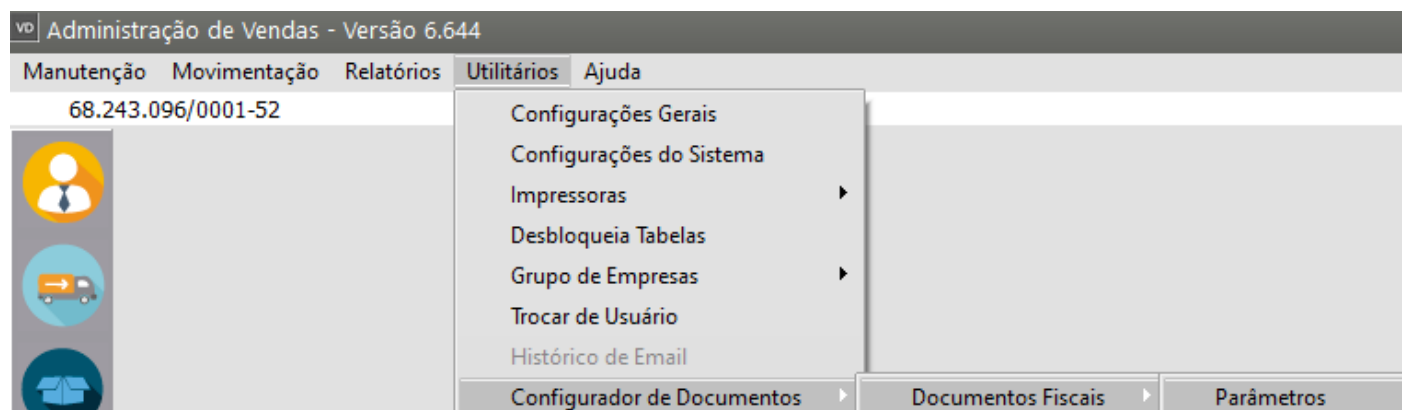 VD Administração de Vendas - Versão 6.644
Manutenção Movimentação Relatórios Utilitários Ajuda
68.243.096/0001-52
Configurações Gerais
Configurações do Sistema
Impressoras
Desbloqueia Tabelas
Grupo de Empresas
Trocar de Usuário
Histórico de Email
Configurador de Documentos Documentos Fiscais Parâmetros